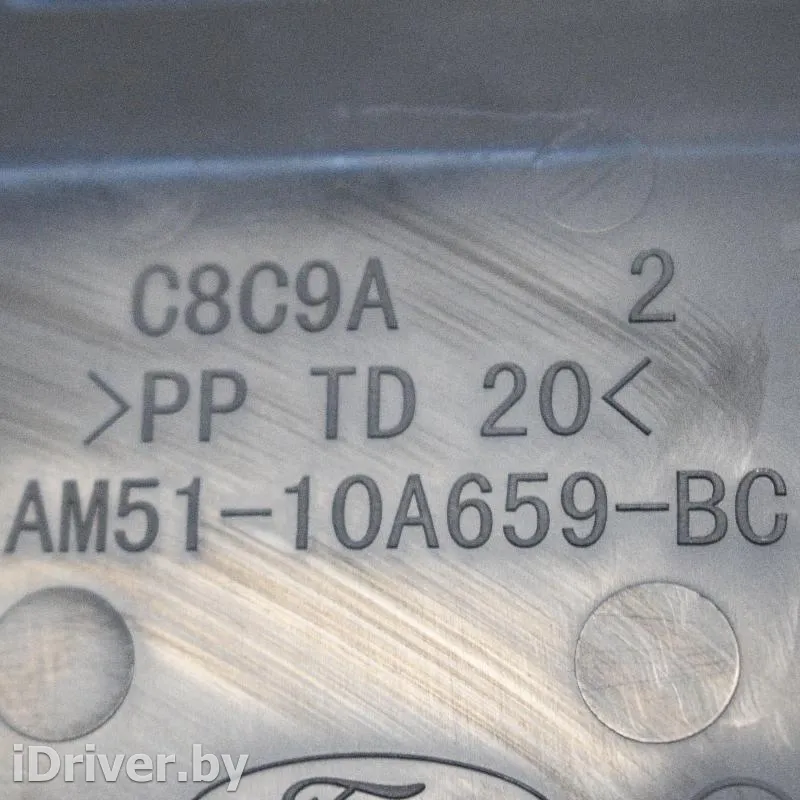 C8C9A 2
>PP TD 20<
AM51-10A659-BC
iDriver.by